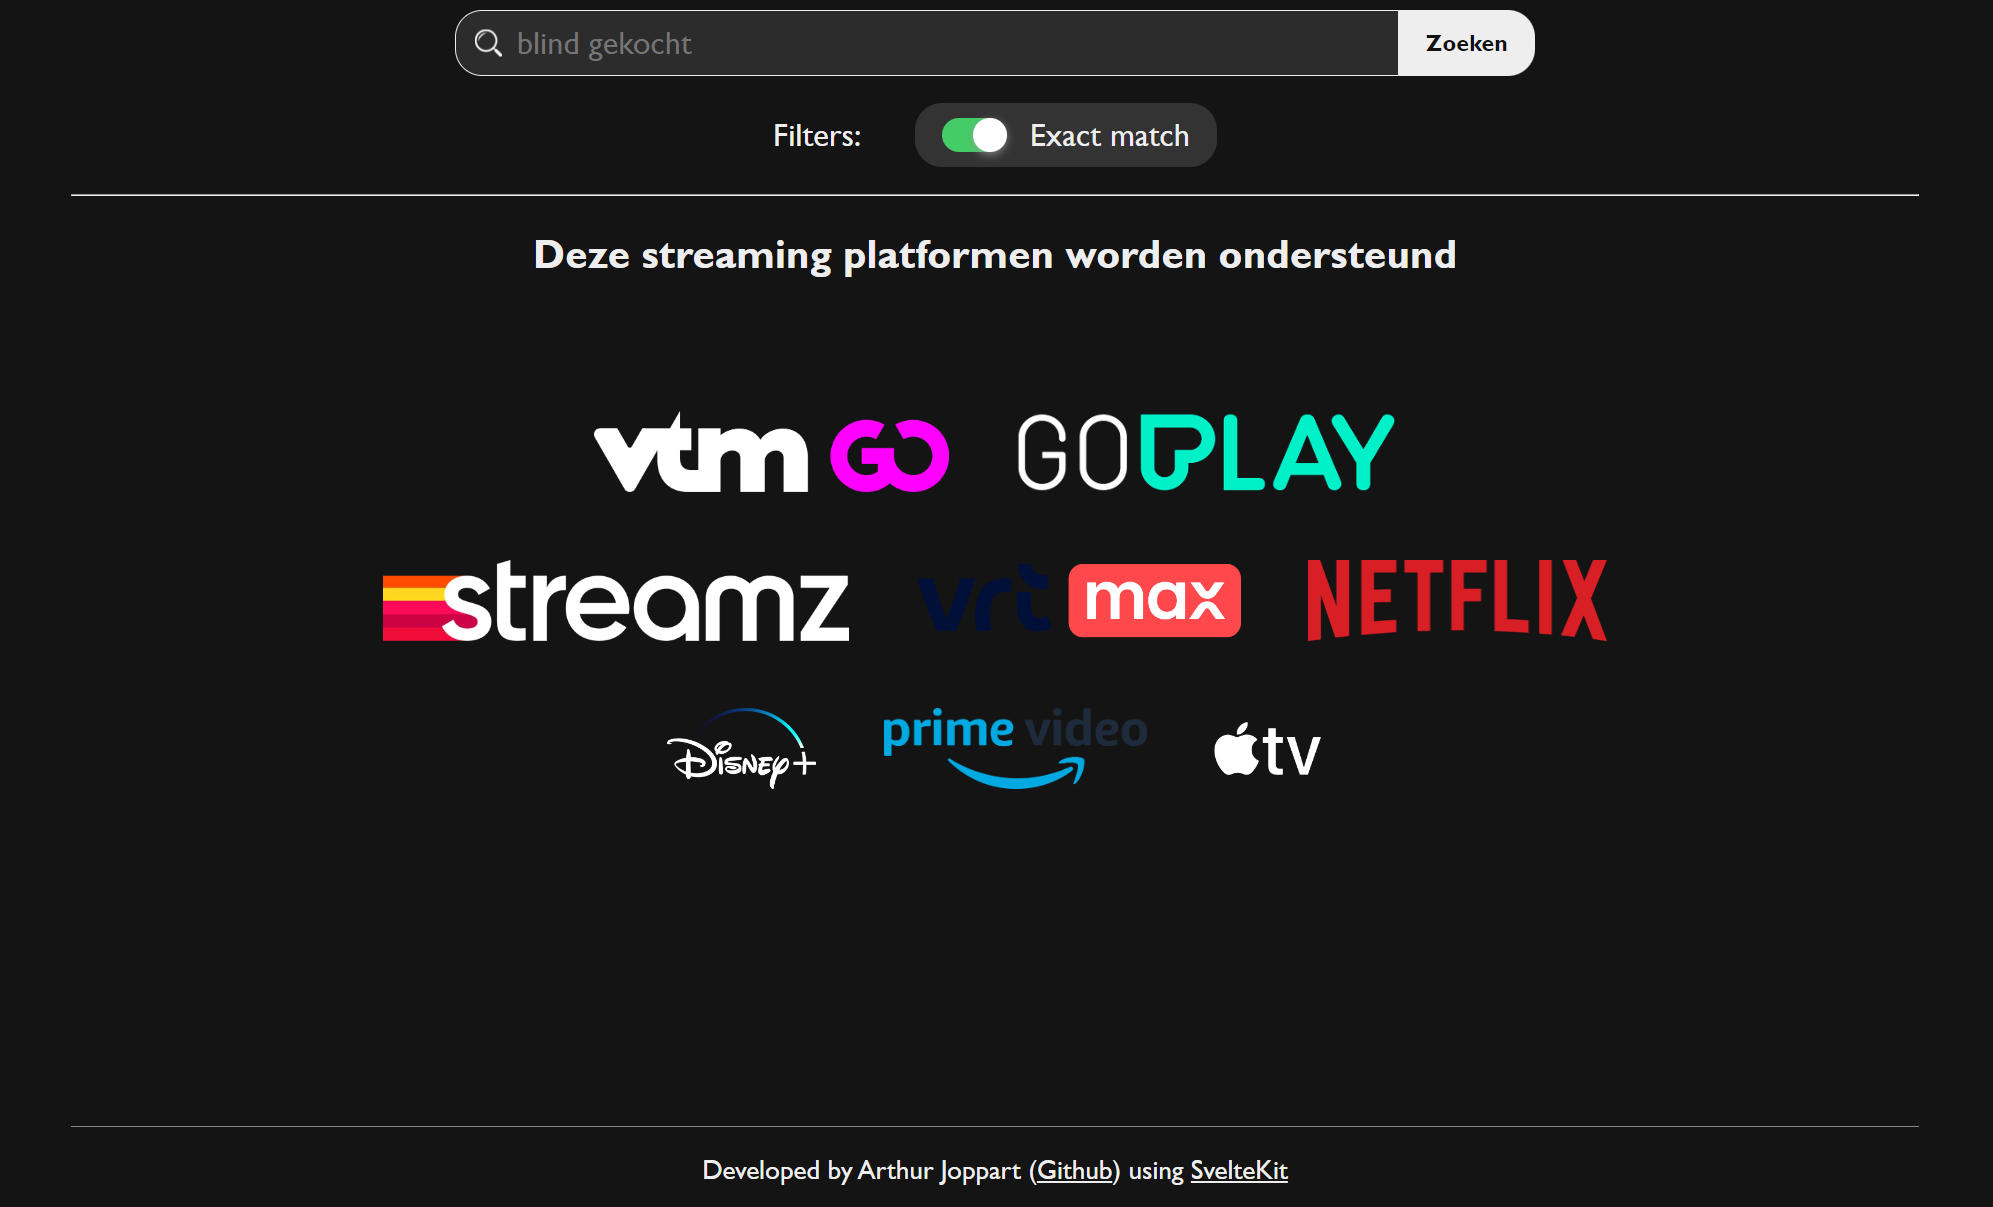 blind gekocht
Zoeken
Filters:
Exact match
Deze streaming platformen worden ondersteund
vtm GO
GOPLAY
streamz
vrt max
NETFLIX
Disney+
prime video
tv
Developed by Arthur Joppart (Github) using SvelteKit